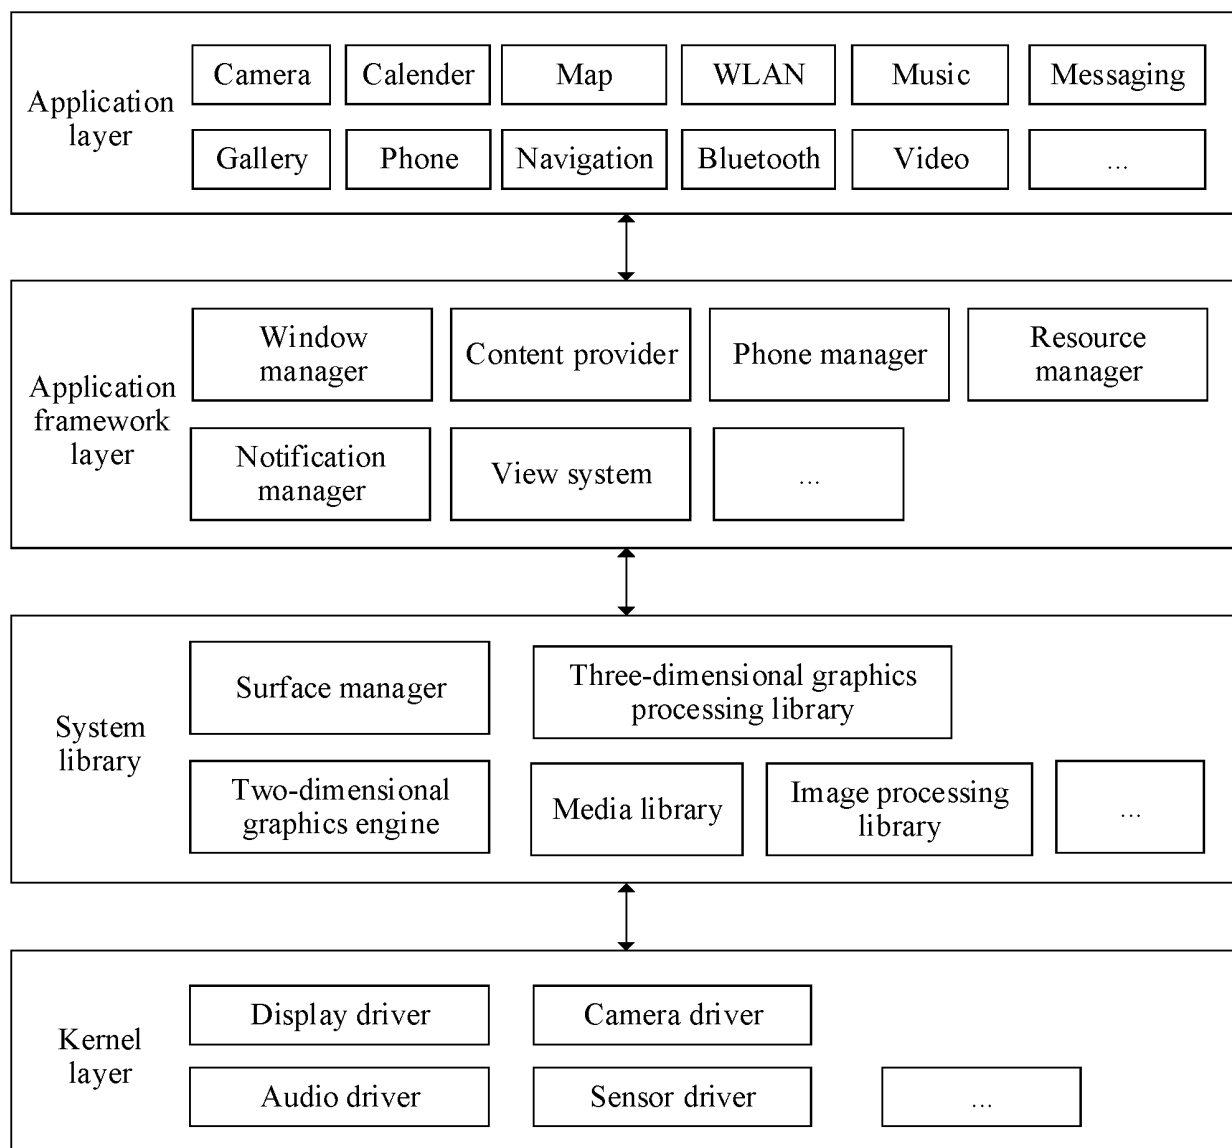 Application
layer
Camera
Calender
Map
WLAN
Music
Messaging
Gallery
Phone
Navigation
Bluetooth
Video
...
Application
framework
layer
Window
manager
Content provider
Phone manager
Resource
manager
Notification
manager
View system
...
System
library
Surface manager
Three-dimensional graphics
processing library
Two-dimensional
graphics engine
Media library
Image processing
library
...
Kernel
layer
Display driver
Camera driver
Audio driver
Sensor driver
...